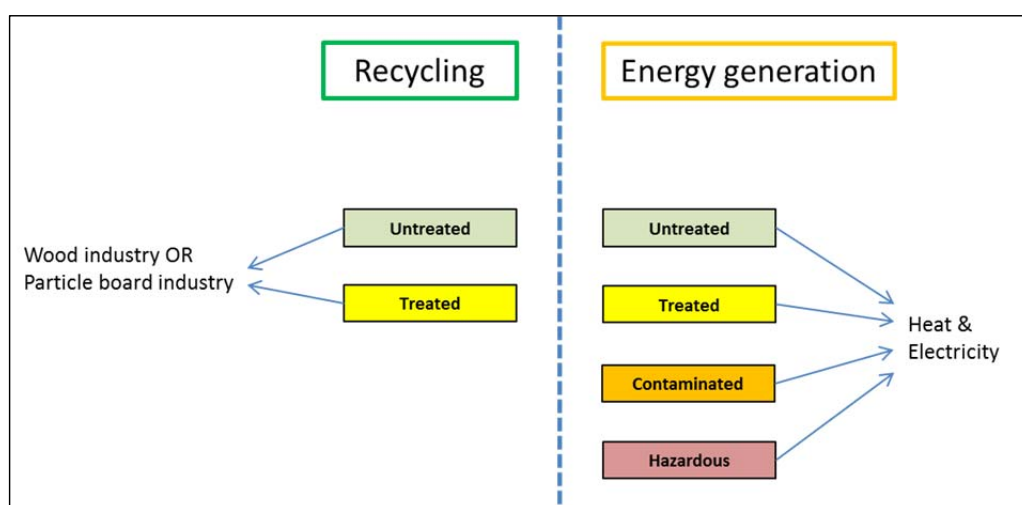 Recycling
Energy generation
Untreated
Treated
Wood industry OR
Particle board industry
Untreated
Treated
Contaminated
Hazardous
Heat &
Electricity